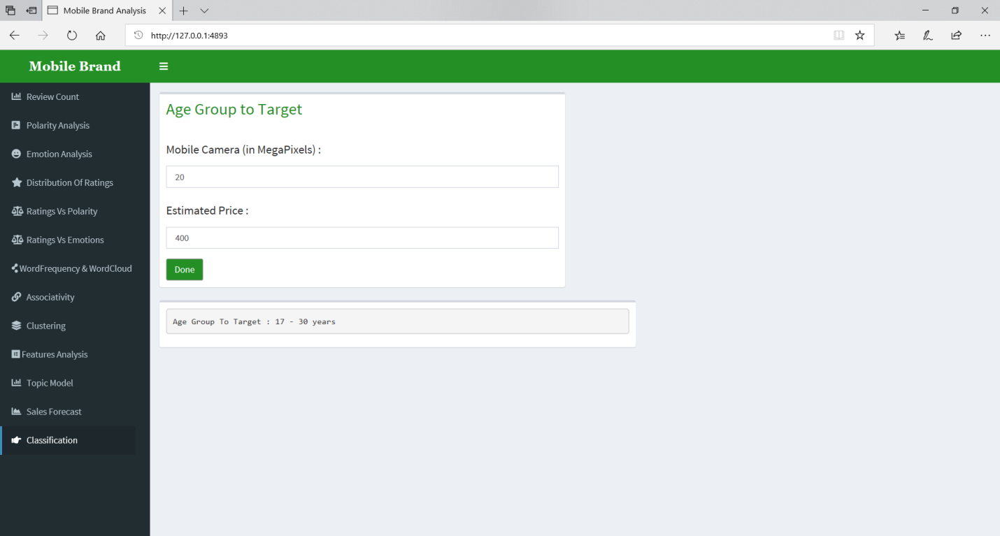 Mobile Brand Analysis
http://127.0.0.1:4893
Mobile Brand
Review Count
Polarity Analysis
Emotion Analysis
Distribution Of Ratings
Ratings Vs Polarity
Ratings Vs Emotions
WordFrequency & WordCloud
Associativity
Clustering
Features Analysis
Topic Model
Sales Forecast
Classification
Age Group to Target
Mobile Camera (in MegaPixels) :
20
Estimated Price :
400
Done
Age Group To Target : 17 - 30 years